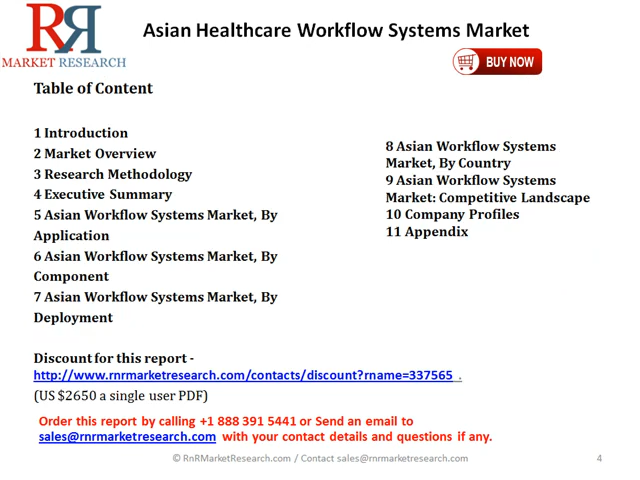 RR
MARKET RESEARCH
Asian Healthcare Workflow Systems Market
BUY NOW
Table of Content
1 Introduction
2 Market Overview
3 Research Methodology
4 Executive Summary
5 Asian Workflow Systems Market, By
Application
6 Asian Workflow Systems Market, By
Component
7 Asian Workflow Systems Market, By
Deployment
8 Asian Workflow Systems
Market, By Country
9 Asian Workflow Systems
Market: Competitive Landscape
10 Company Profiles
11 Appendix
Discount for this report -
http://www.rnrmarketresearch.com/contacts/discount?rname=337565 .
(US $2650 a single user PDF)
Order this report by calling +1 888 391 5441 or Send an email to
sales@rnrmarketresearch.com with your contact details and questions if any.
© RnRMarketResearch.com / Contact sales@rnrmarketresearch.com
4